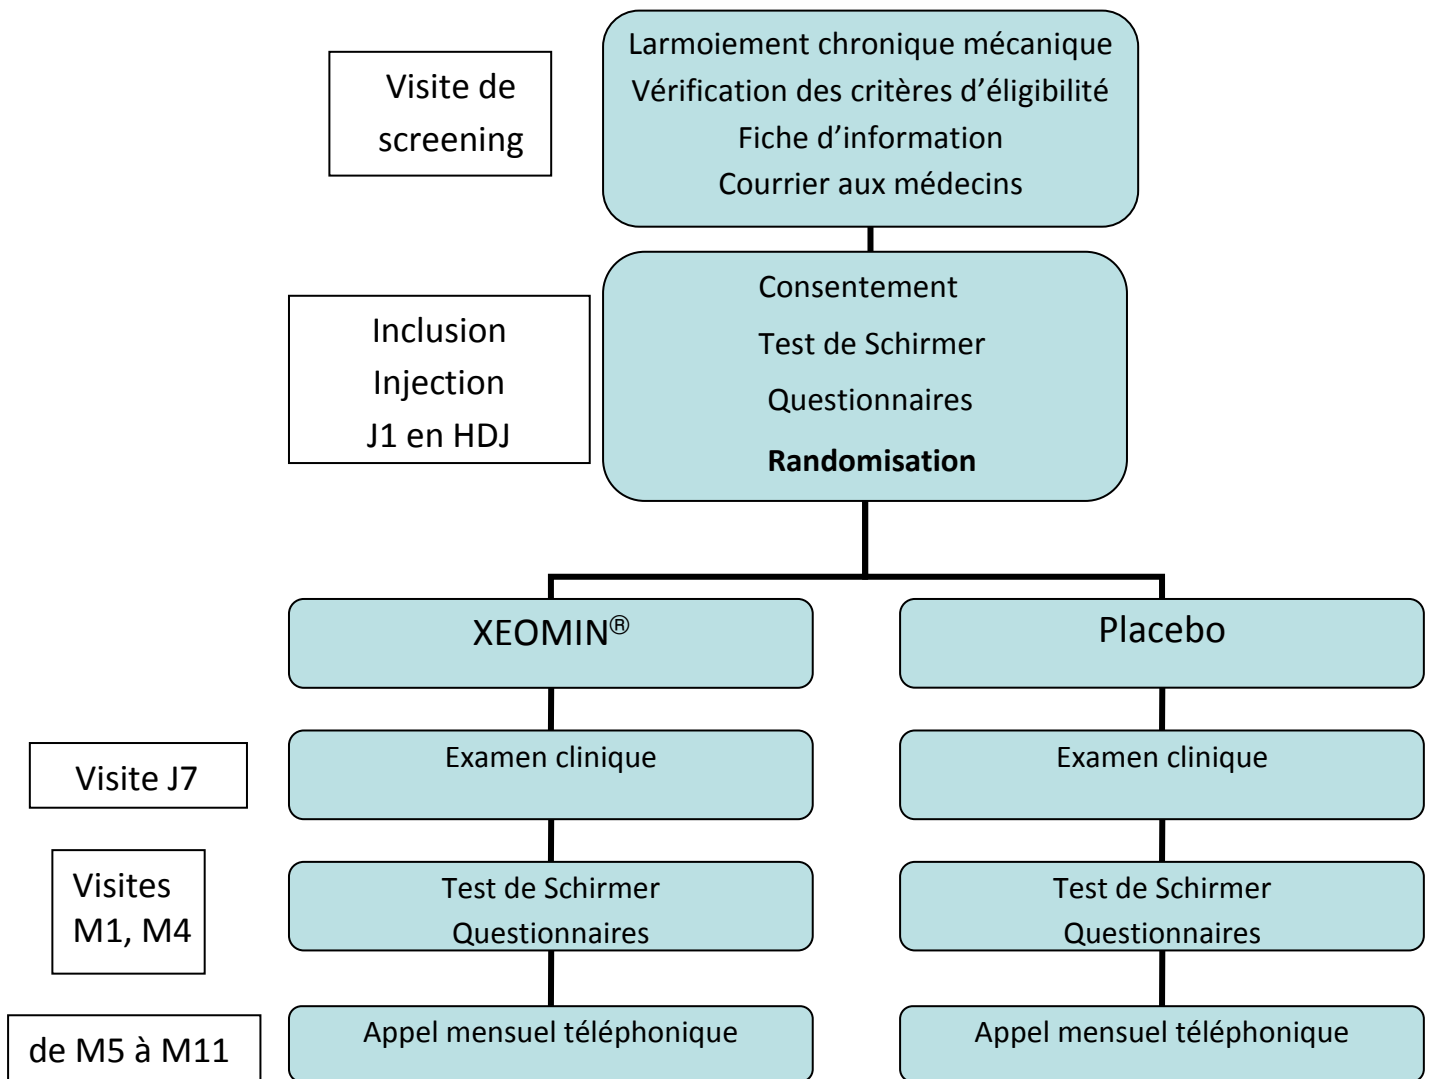 Visite de
screening
Larmoiement chronique mécanique
Vérification des critères d’éligibilité
Fiche d’information
Courrier aux médecins
Inclusion
Injection
J1 en HDJ
Consentement
Test de Schirmer
Questionnaires
Randomisation
XEOMIN®
Placebo
Visite J7
Examen clinique
Examen clinique
Visites
M1, M4
Test de Schirmer
Questionnaires
Test de Schirmer
Questionnaires
de M5 à M11
Appel mensuel téléphonique
Appel mensuel téléphonique